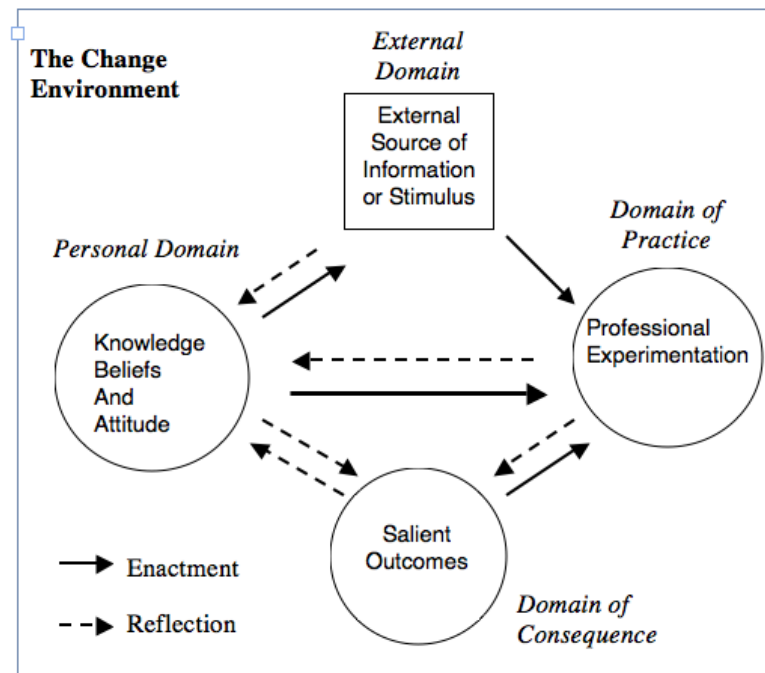 The Change
Environment
External
Domain
External
Source of
Information
or Stimulus
Domain of
Practice
Personal Domain
Professional
Experimentation
Knowledge
Beliefs
And
Attitude
Salient
Outcomes
Enactment
Reflection
Domain of
Consequence